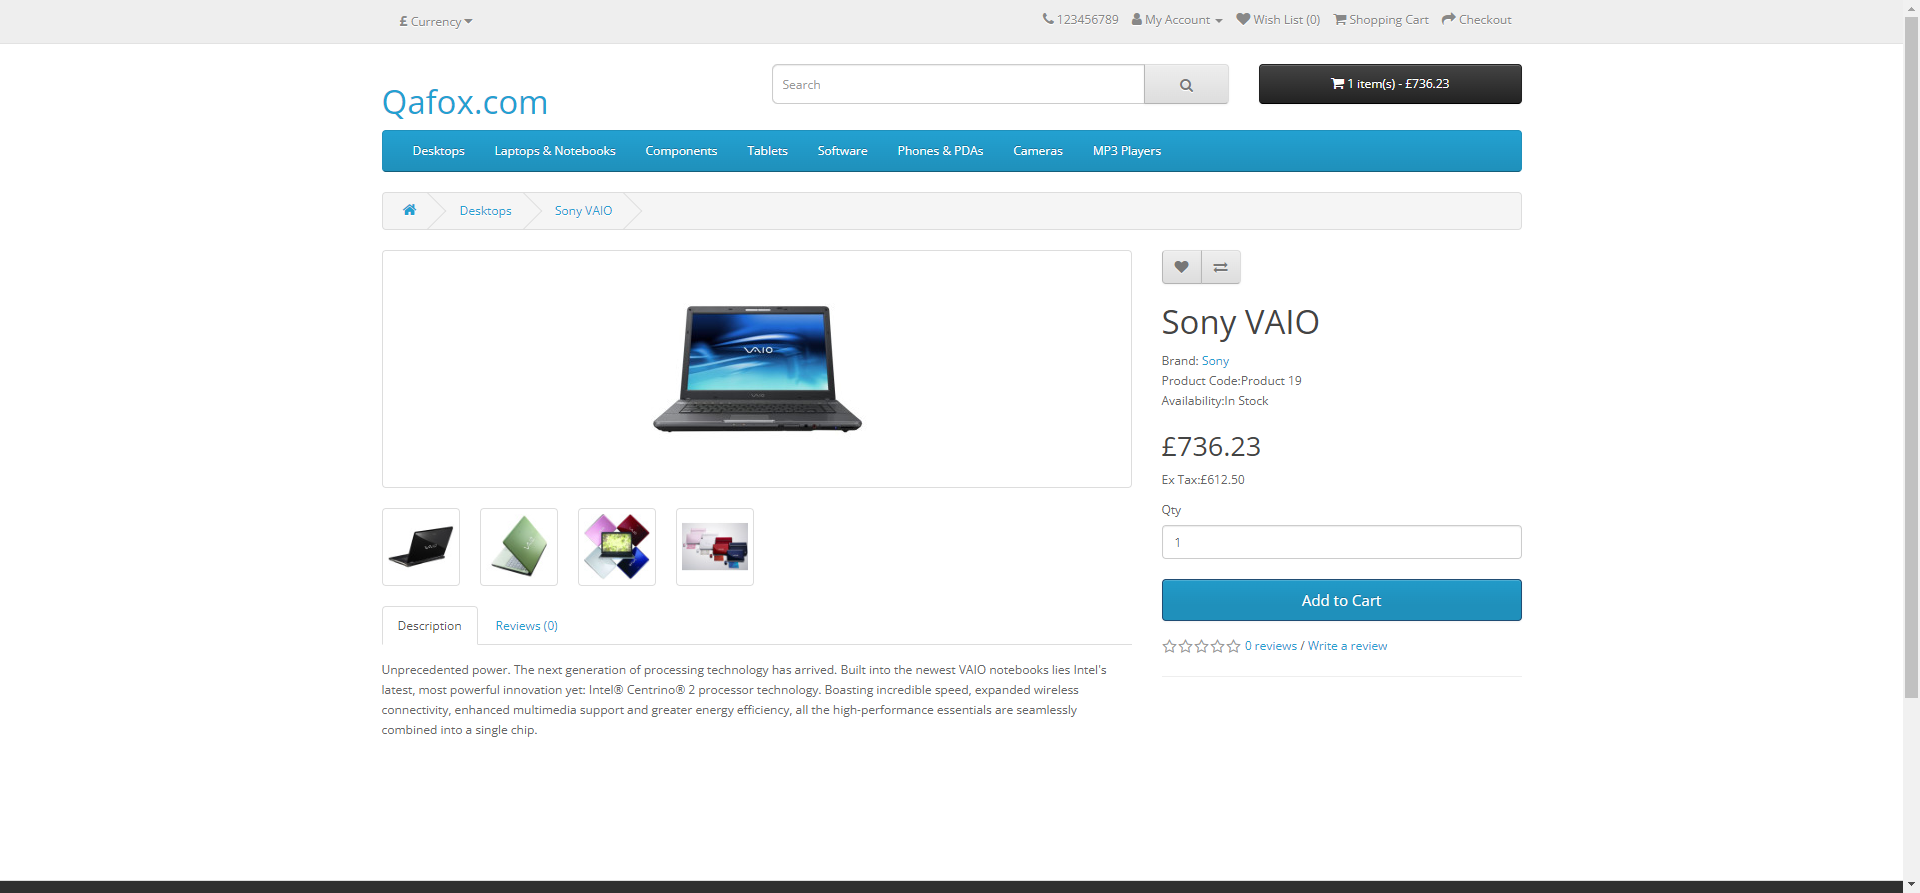 £ Currency
123456789 My Account Wish List (0) Shopping Cart Checkout
Qafox.com
Search
1 item(s) - £736.23
Desktops Laptops & Notebooks Components Tablets Software Phones & PDAs Cameras MP3 Players
Desktops Sony VAIO
VAIO
Sony VAIO
Brand: Sony
Product Code:Product 19
Availability:In Stock
£736.23
Ex Tax:£612.50
Qty
1
Add to Cart
0 reviews / Write a review
Description Reviews (0)
Unprecedented power. The next generation of processing technology has arrived. Built into the newest VAIO notebooks lies Intel's
latest, most powerful innovation yet: Intel® Centrino® 2 processor technology. Boasting incredible speed, expanded wireless
connectivity, enhanced multimedia support and greater energy efficiency, all the high-performance essentials are seamlessly
combined into a single chip.